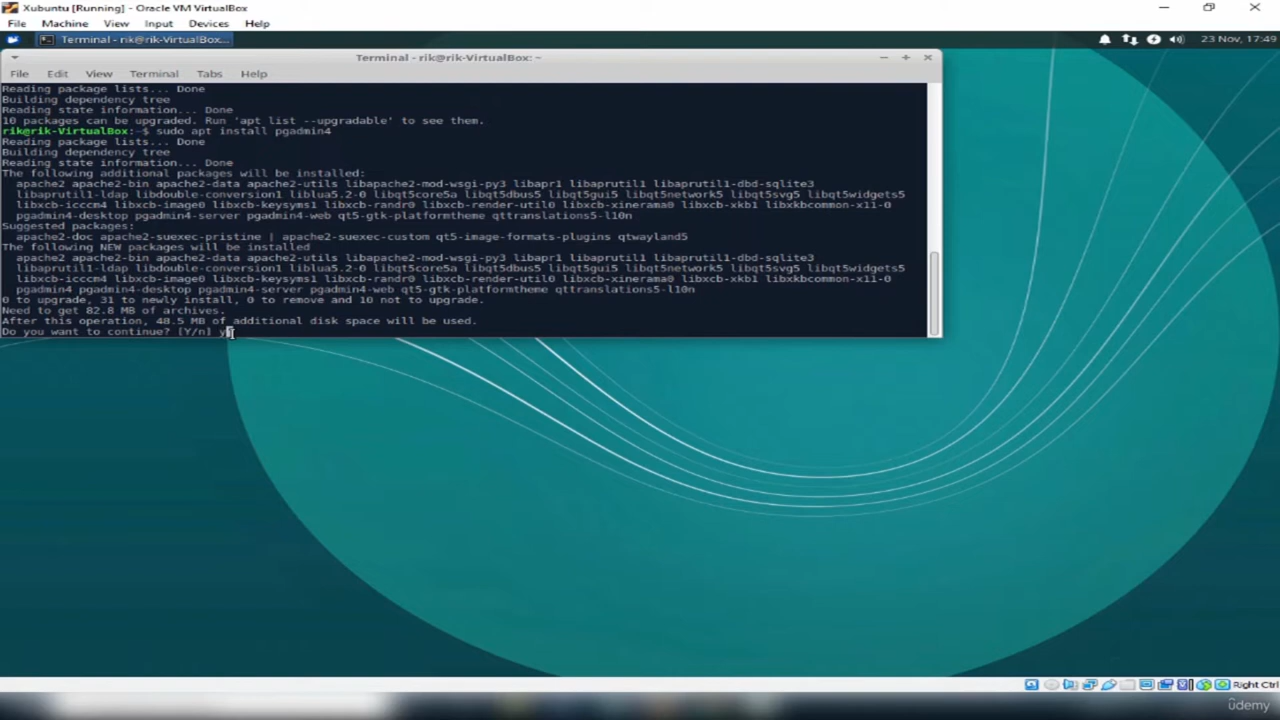 Xubuntu [Running] - Oracle VM VirtualBox
File Machine View Input Devices Help
Terminal - rik@rik-VirtualBox...
23 Nov, 17:49
Terminal - rik@rik-VirtualBox: ~
File Edit View Terminal Tabs Help
Reading package lists... Done
Building dependency tree
Reading state information... Done
10 packages can be upgraded. Run 'apt list --upgradable' to see them.
rik@rik-VirtualBox:~$ sudo apt install pgadmin4
Reading package lists... Done
Building dependency tree
Reading state information... Done
The following additional packages will be installed:
apache2 apache2-bin apache2-data apache2-utils libapache2-mod-wsgi-py3 libapr1 libaprutil1 libaprutil1-dbd-sqlite3
libaprutil1-ldap libdouble-conversion1 liblua5.2-0 libqt5core5a libqt5dbus5 libqt5gui5 libqt5network5 libqt5svg5 libqt5widgets5
libxcb-icccm4 libxcb-image0 libxcb-keysyms1 libxcb-randr0 libxcb-render-util0 libxcb-xinerama0 libxcb-xkb1 libxkbcommon-x11-0
pgadmin4-desktop pgadmin4-server pgadmin4-web qt5-gtk-platformtheme qttranslations5-l10n
Suggested packages:
apache2-doc apache2-suexec-pristine | apache2-suexec-custom qt5-image-formats-plugins qtwayland5
The following NEW packages will be installed
apache2 apache2-bin apache2-data apache2-utils libapache2-mod-wsgi-py3 libapr1 libaprutil1 libaprutil1-dbd-sqlite3
libaprutil1-ldap libdouble-conversion1 liblua5.2-0 libqt5core5a libqt5dbus5 libqt5gui5 libqt5network5 libqt5svg5 libqt5widgets5
libxcb-icccm4 libxcb-image0 libxcb-keysyms1 libxcb-randr0 libxcb-render-util0 libxcb-xinerama0 libxcb-xkb1 libxkbcommon-x11-0
pgadmin4 pgadmin4-desktop pgadmin4-server pgadmin4-web qt5-gtk-platformtheme qttranslations5-l10n
0 to upgrade, 31 to newly install, 0 to remove and 10 not to upgrade.
Need to get 82.8 MB of archives.
After this operation, 48.5 MB of additional disk space will be used.
Do you want to continue? [Y/n] y
Right Ctrl
ûdemy